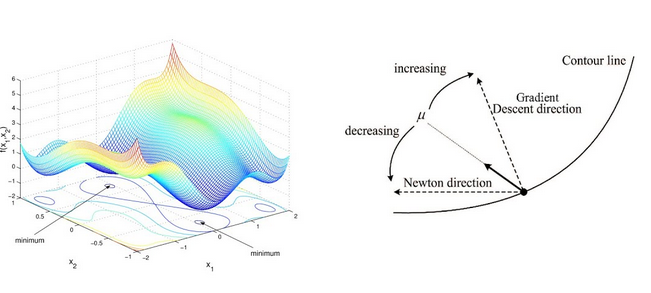 6
5
4
3
2
1
0
−1
−2
f(x1,x2)
1
0.5
0
−0.5
−1
x2
−2
−1
0
1
2
x1
minimum
minimum
increasing
μ
decreasing
Contour line
Gradient
Descent direction
Newton direction